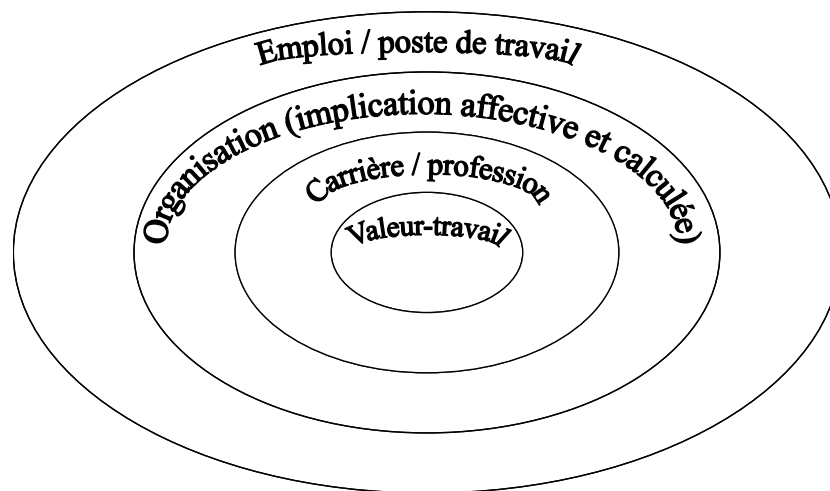 Emploi / poste de travail
Organisation (implication affective et calculée)
Carrière / profession
Valeur-travail